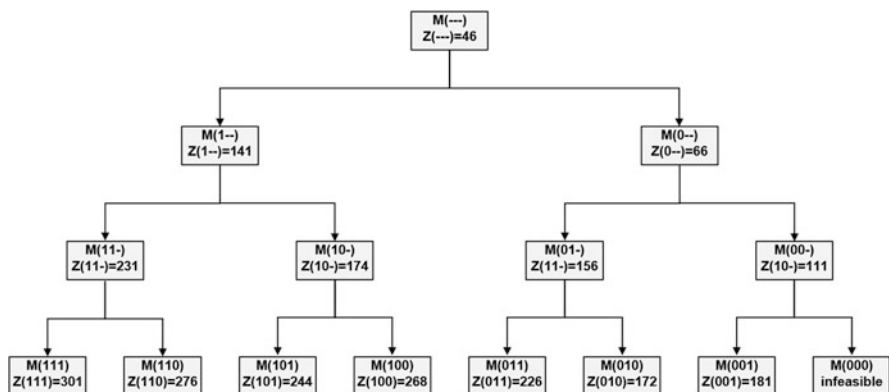 M(---)
Z(---)=46
M(1--)
Z(1--)=141
M(0--)
Z(0--)=66
M(11-)
Z(11-)=231
M(10-)
Z(10-)=174
M(01-)
Z(11-)=156
M(00-)
Z(10-)=111
M(111)
Z(111)=301
M(110)
Z(110)=276
M(101)
Z(101)=244
M(100)
Z(100)=268
M(011)
Z(011)=226
M(010)
Z(010)=172
M(001)
Z(001)=181
M(000)
infeasible